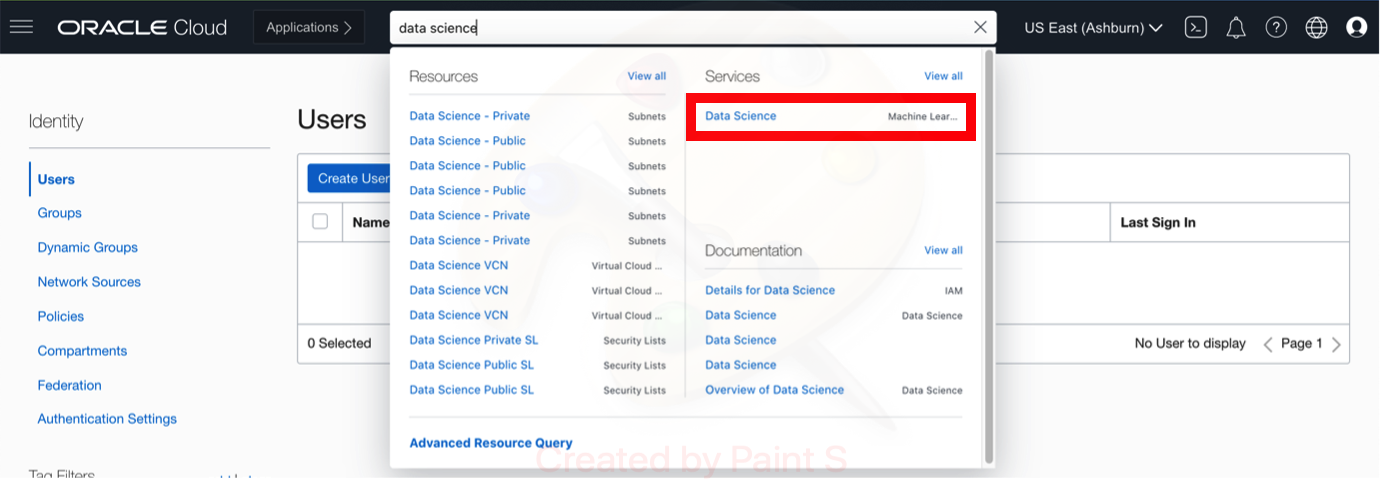 ORACLE Cloud
Applications >
data science
US East (Ashburn)
Identity
Users
Groups
Dynamic Groups
Network Sources
Policies
Compartments
Federation
Authentication Settings
Users
Create User
Name
Last Sign In
0 Selected
No User to display
Page 1
Resources View all
Data Science - Private Subnets
Data Science - Public Subnets
Data Science - Public Subnets
Data Science - Public Subnets
Data Science - Private Subnets
Data Science - Private Subnets
Data Science VCN Virtual Cloud ...
Data Science VCN Virtual Cloud ...
Data Science VCN Virtual Cloud ...
Data Science Private SL Security Lists
Data Science Public SL Security Lists
Data Science Public SL Security Lists
Advanced Resource Query
Services View all
Data Science Machine Lear...
Documentation View all
Details for Data Science IAM
Data Science Data Science
Data Science
Data Science
Overview of Data Science Data Science
Created by Paint S